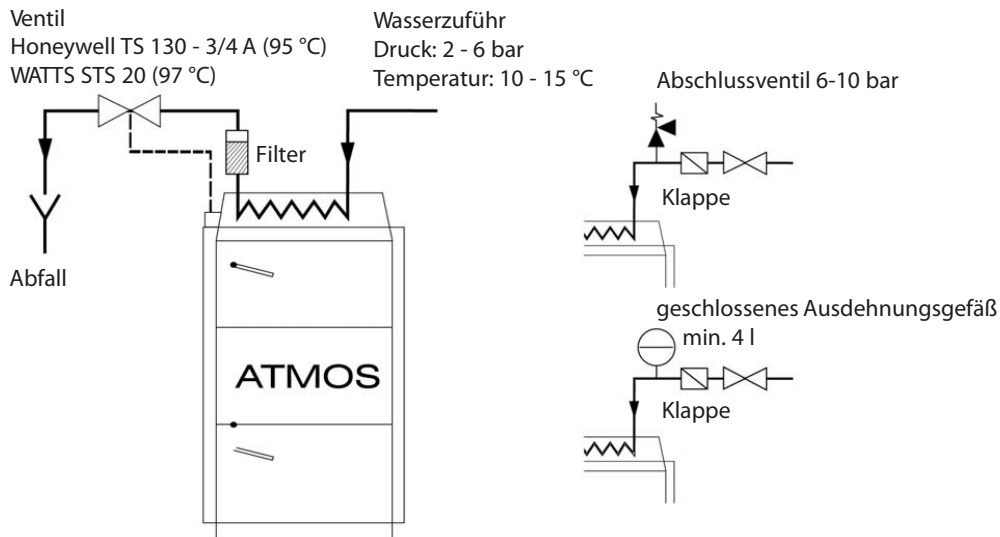 Ventil
Honeywell TS 130 - 3/4 A (95 °C)
WATTS STS 20 (97 °C)
Wasserzuführ
Druck: 2 - 6 bar
Temperatur: 10 - 15 °C
Abschlussventil 6-10 bar
Filter
Klappe
Abfall
geschlossenes Ausdehnungsgefäß
min. 4 l
ATMOS
Klappe